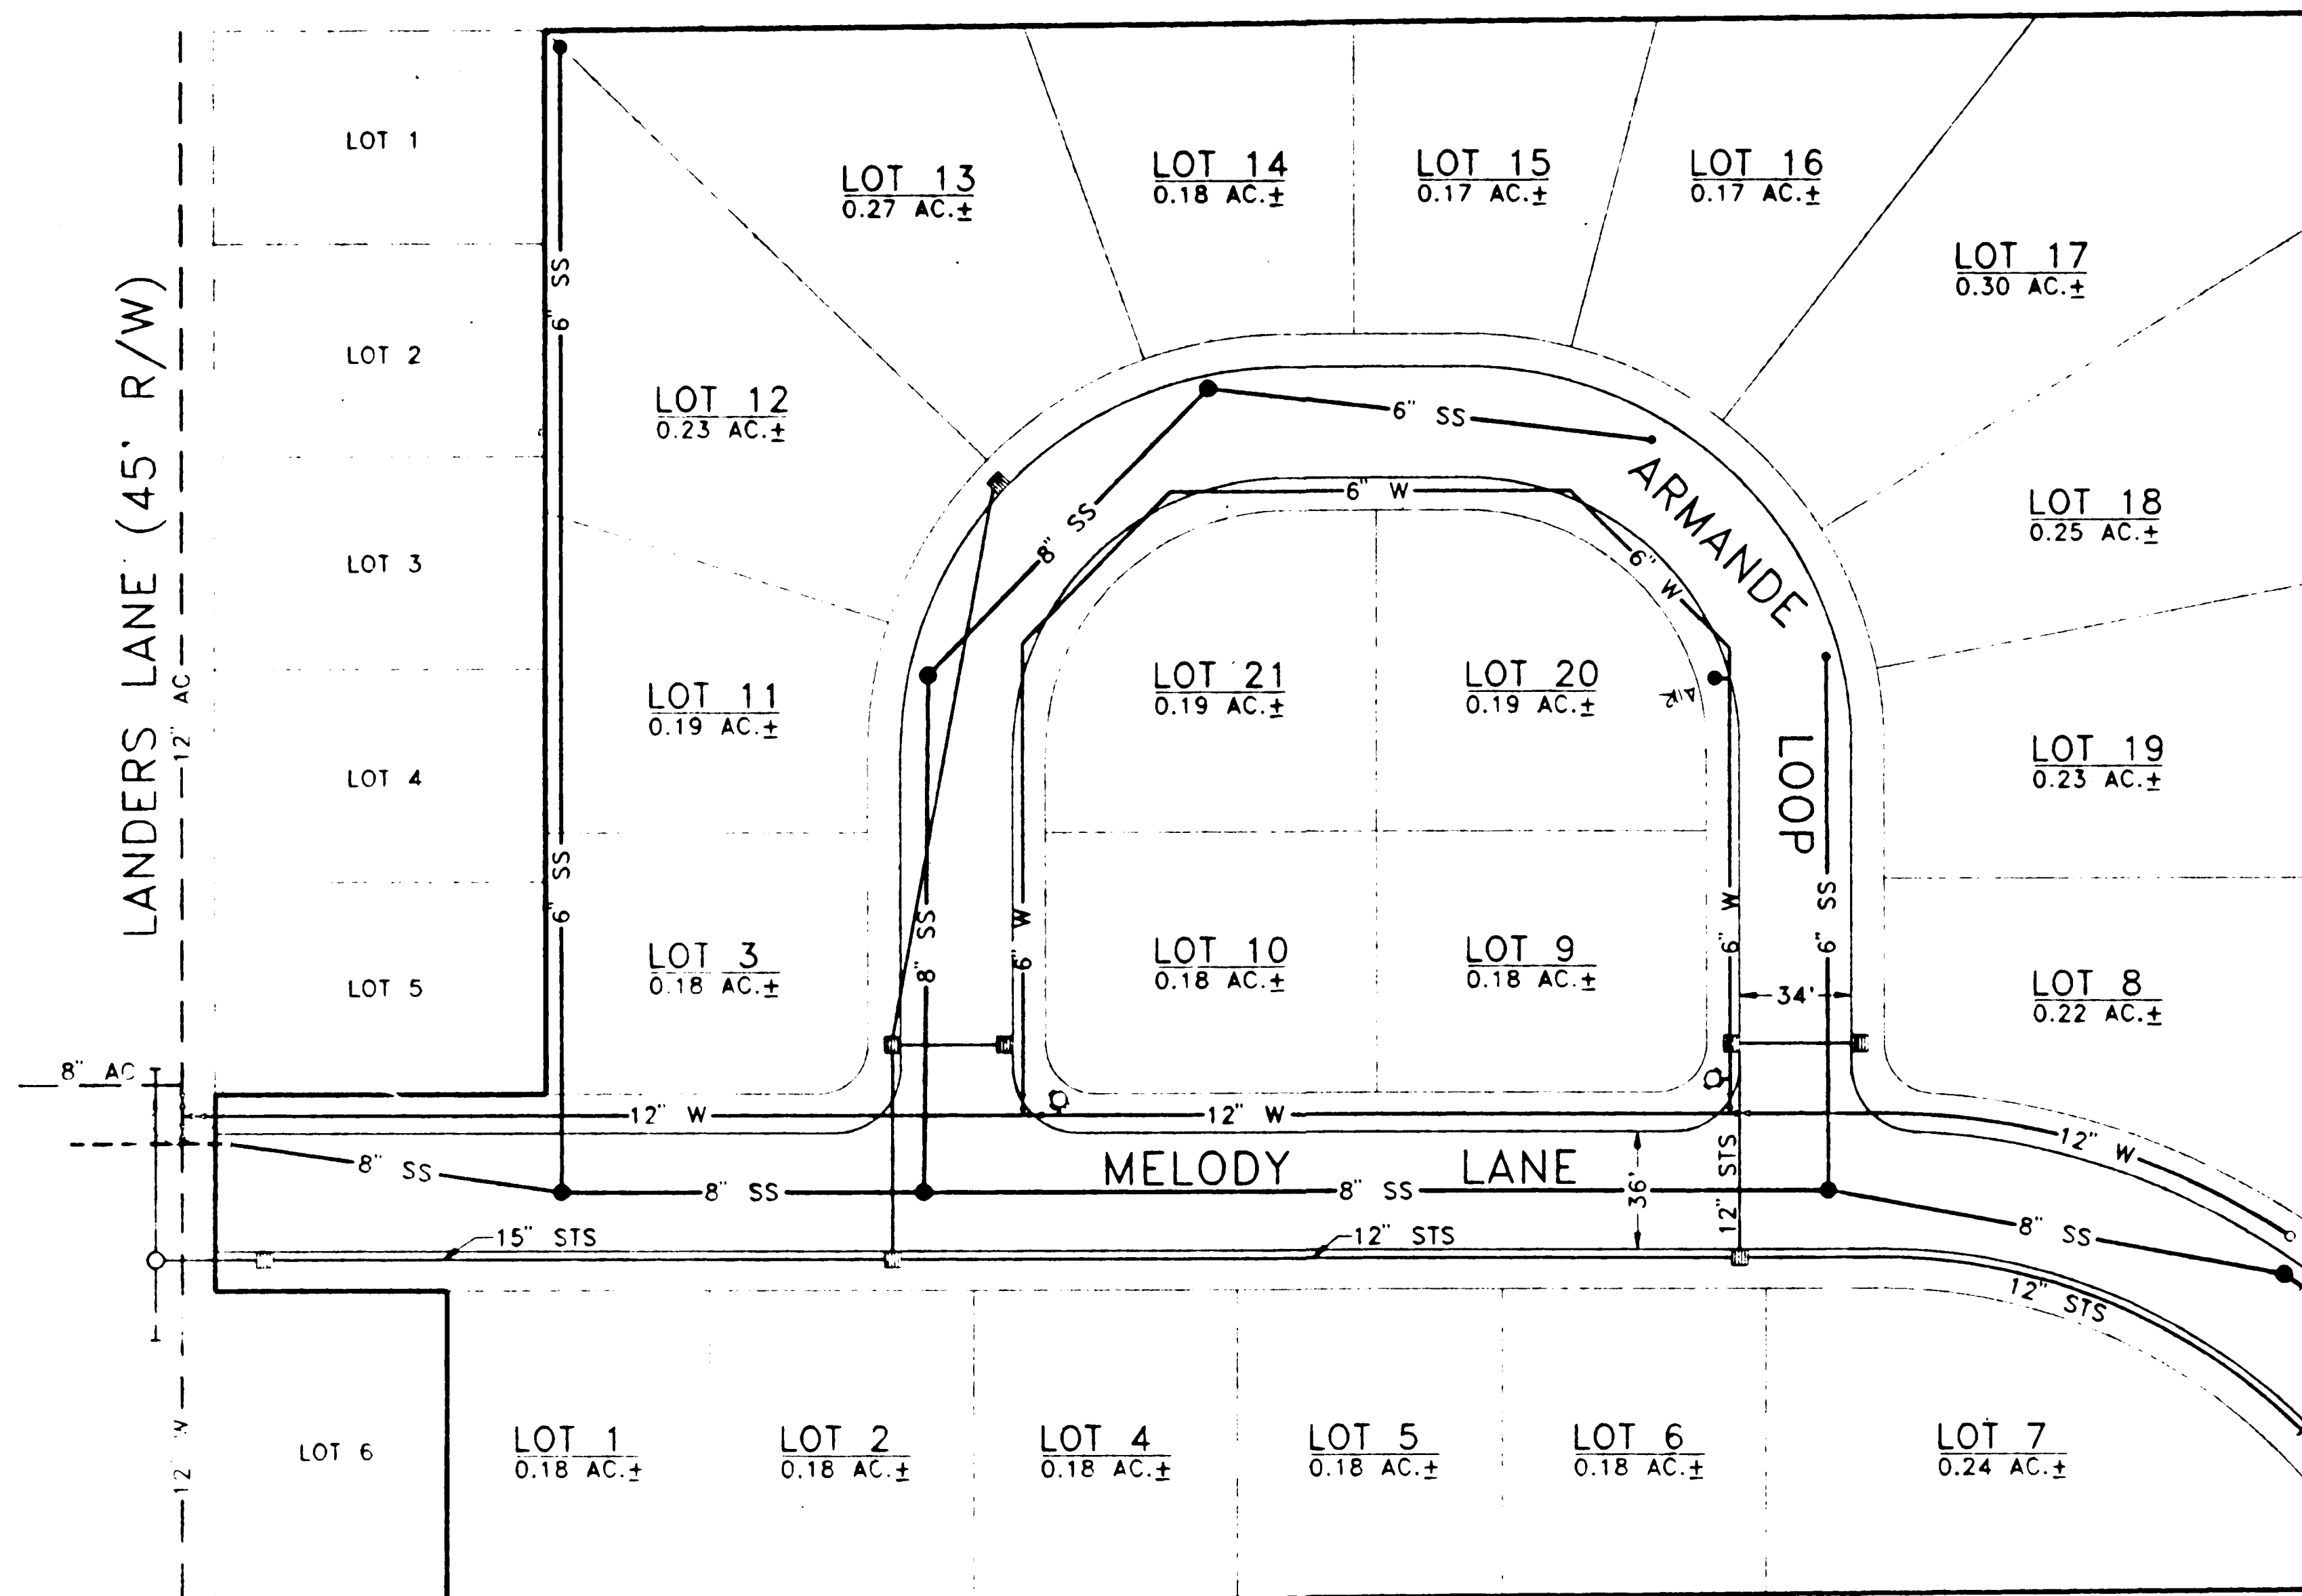 LOT 1
LOT 2
LOT 3
LOT 4
LOT 5
LOT 6
LANDERS LANE (45' R/W)
12" AC
8" AC
12" W
6" SS
6" SS
LOT 13
0.27 AC.±
LOT 14
0.18 AC.±
LOT 15
0.17 AC.±
LOT 16
0.17 AC.±
LOT 17
0.30 AC.±
LOT 12
0.23 AC.±
LOT 18
0.25 AC.±
LOT 11
0.19 AC.±
LOT 21
0.19 AC.±
LOT 20
0.19 AC.±
LOT 19
0.23 AC.±
LOT 3
0.18 AC.±
LOT 10
0.18 AC.±
LOT 9
0.18 AC.±
LOT 8
0.22 AC.±
6" SS
8" SS
6" W
6" W
ARMANDE
LOOP
AIR
8" SS
6" W
6" W
6" SS
34'
12" W
12" W
12" W
8" SS
8" SS
MELODY LANE
8" SS
36'
12" STS
8" SS
15" STS
12" STS
12" STS
LOT 1
0.18 AC.±
LOT 2
0.18 AC.±
LOT 4
0.18 AC.±
LOT 5
0.18 AC.±
LOT 6
0.18 AC.±
LOT 7
0.24 AC.±